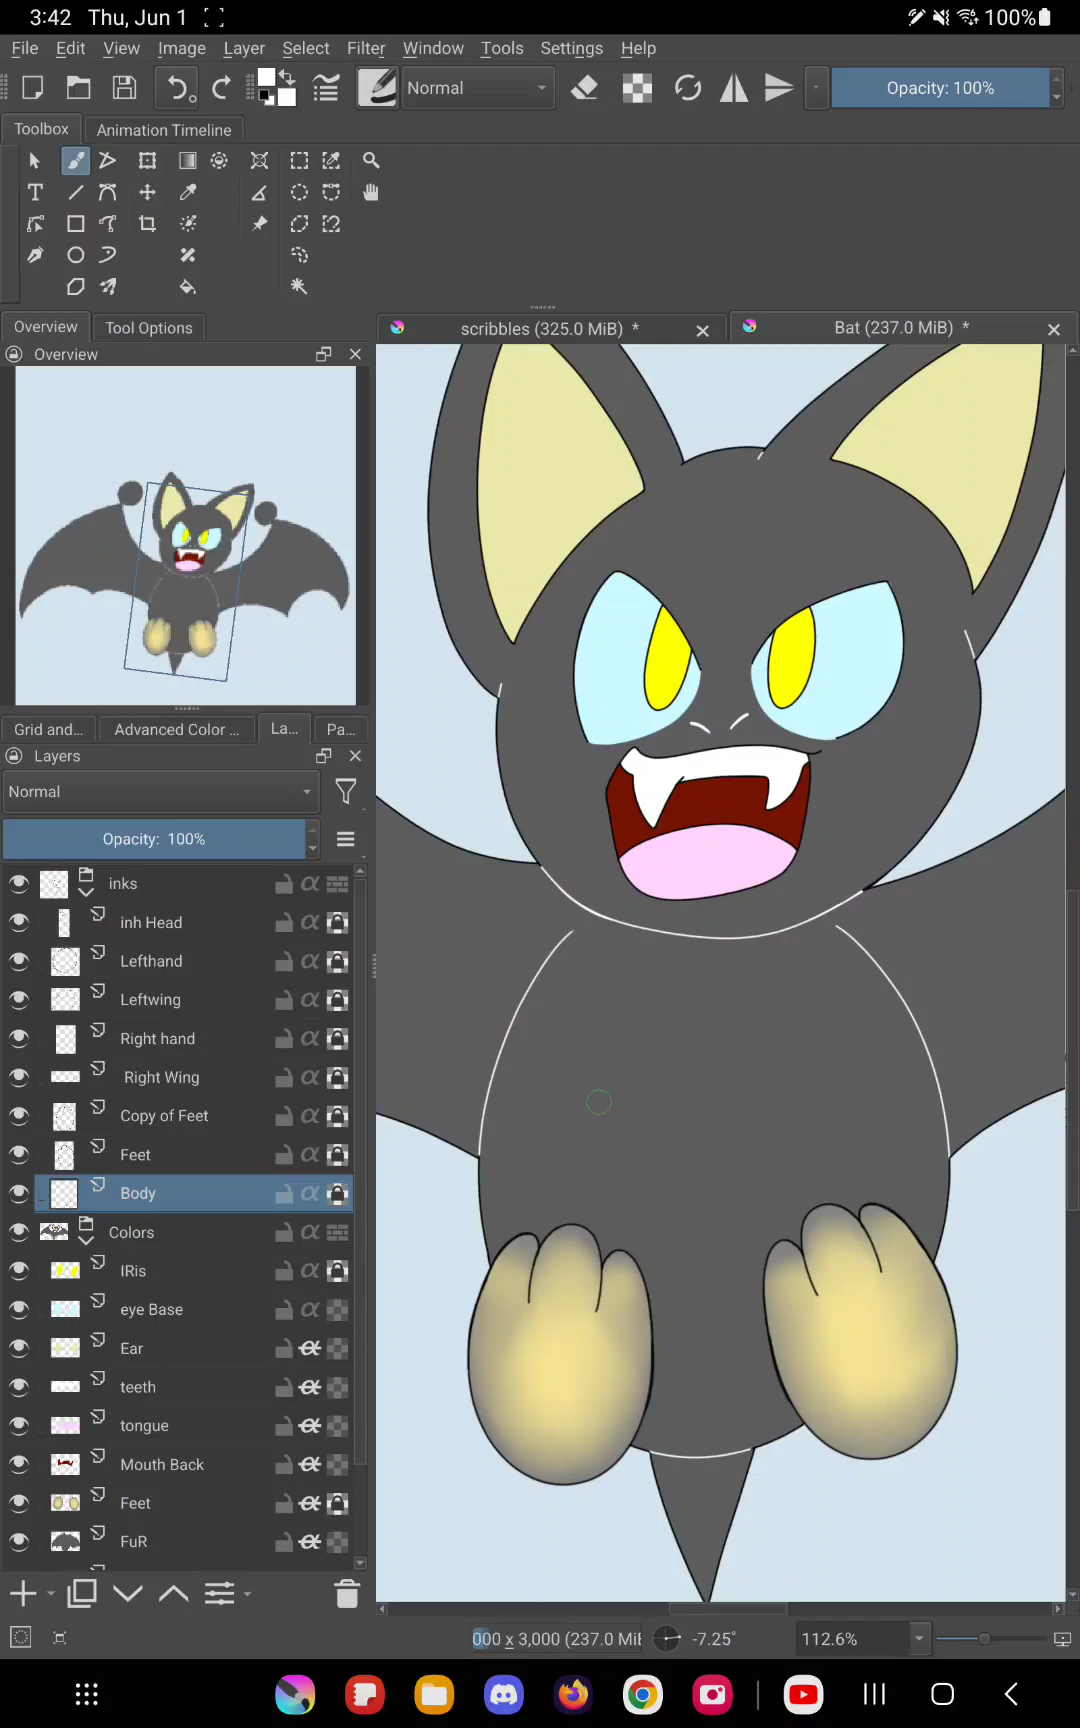 3:42 Thu, Jun 1 100%
File Edit View Image Layer Select Filter Window Tools Settings Help
Normal Opacity: 100%
Toolbox Animation Timeline
Overview Tool Options
scribbles (325.0 MiB) * Bat (237.0 MiB) *
Overview
Grid and... Advanced Color ... La... Pa...
Layers
Normal
Opacity: 100%
inks
inh Head
Lefthand
Leftwing
Right hand
Right Wing
Copy of Feet
Feet
Body
Colors
IRis
eye Base
Ear
teeth
tongue
Mouth Back
Feet
FuR
000 x 3,000 (237.0 MiB -7.25° 112.6%